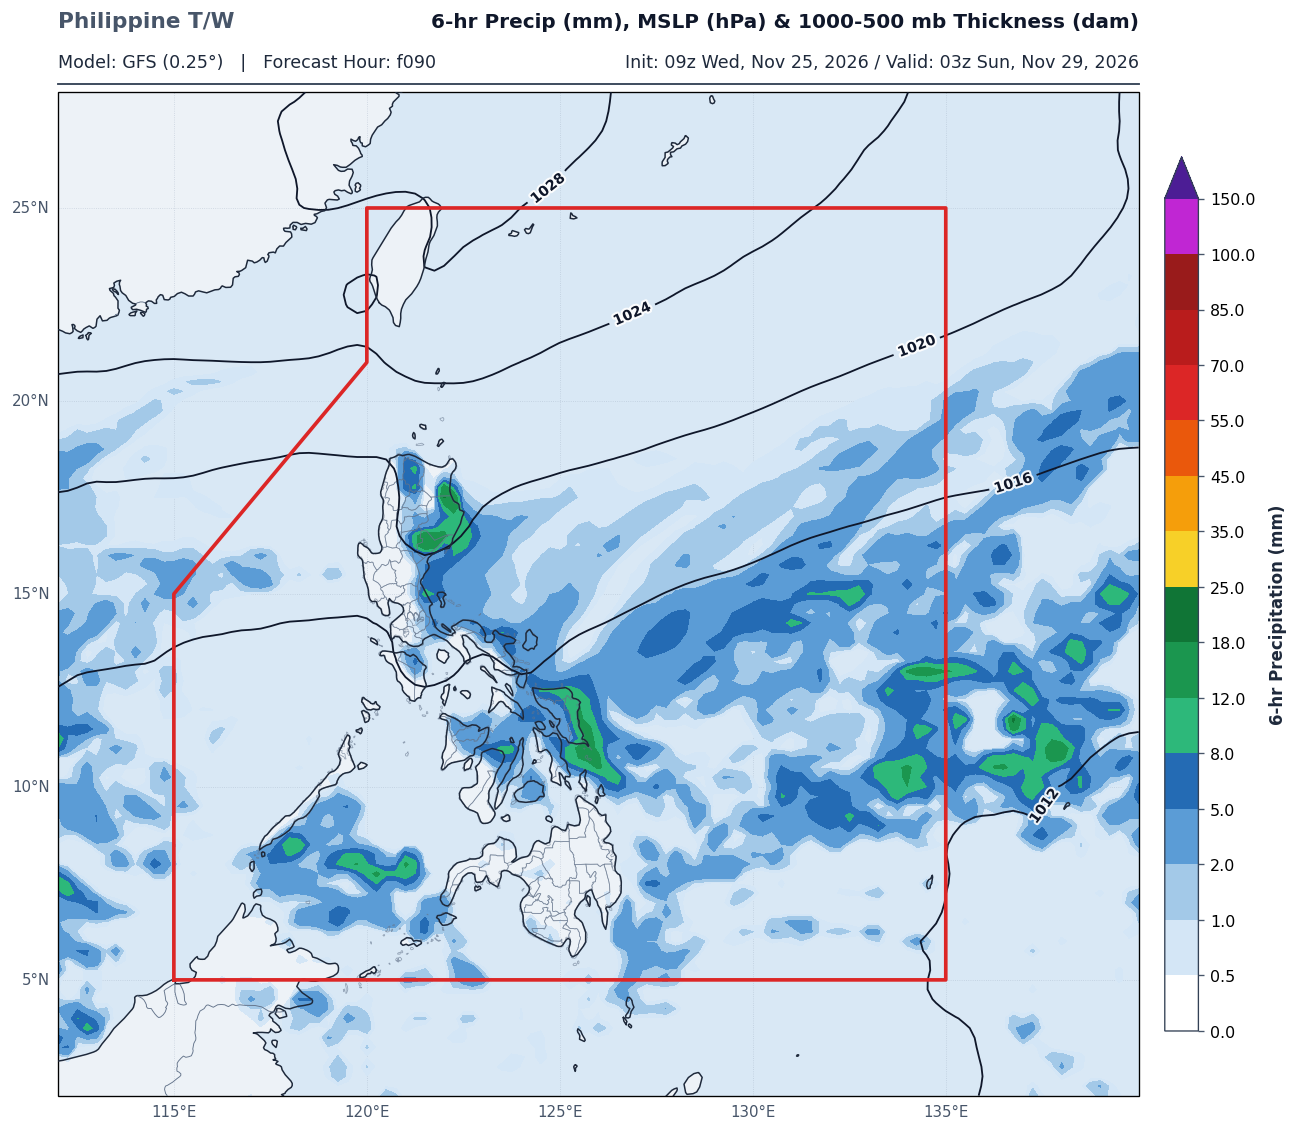 Philippine T/W
6-hr Precip (mm), MSLP (hPa) & 1000-500 mb Thickness (dam)
Model: GFS (0.25°) | Forecast Hour: f090
Init: 09z Wed, Nov 25, 2026 / Valid: 03z Sun, Nov 29, 2026
25°N
20°N
15°N
10°N
5°N
115°E
120°E
125°E
130°E
135°E
1028
1024
1020
1016
1012
150.0
100.0
85.0
70.0
55.0
45.0
35.0
25.0
18.0
12.0
8.0
5.0
2.0
1.0
0.5
0.0
6-hr Precipitation (mm)